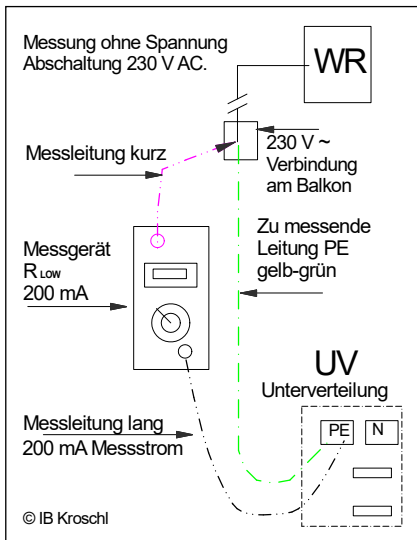 Messung ohne Spannung
Abschaltung 230 V AC.
WR
Messleitung kurz
230 V ~
Verbindung
am Balkon
Messgerät
R LOW
200 mA
Zu messende
Leitung PE
gelb-grün
UV
Unterverteilung
PE N
Messleitung lang
200 mA Messstrom
© IB Kroschl